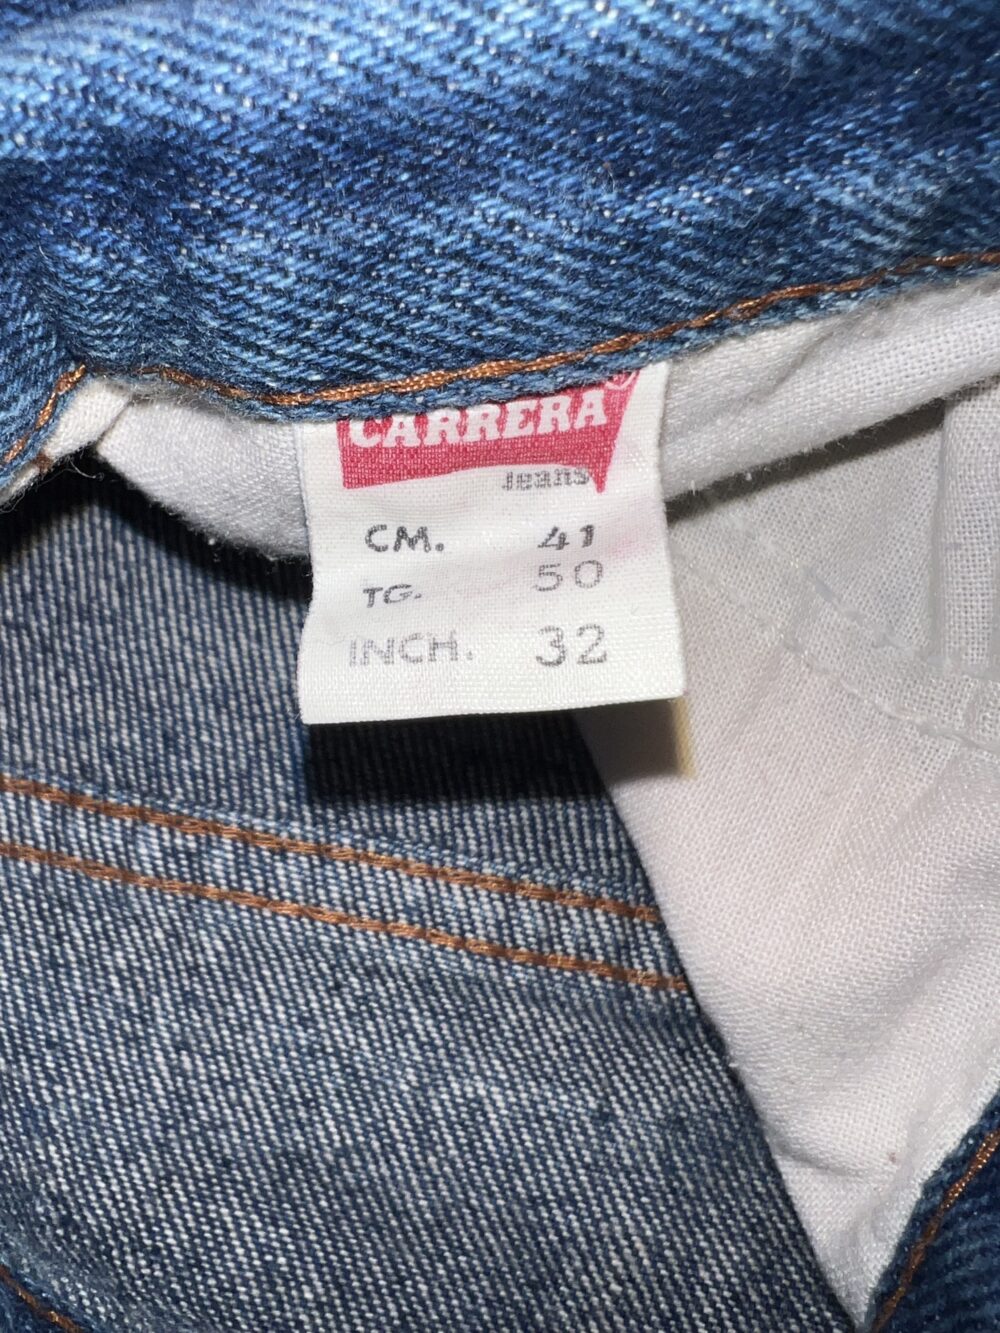 CARRERA®
Jeans
CM. 41
TG. 50
INCH. 32